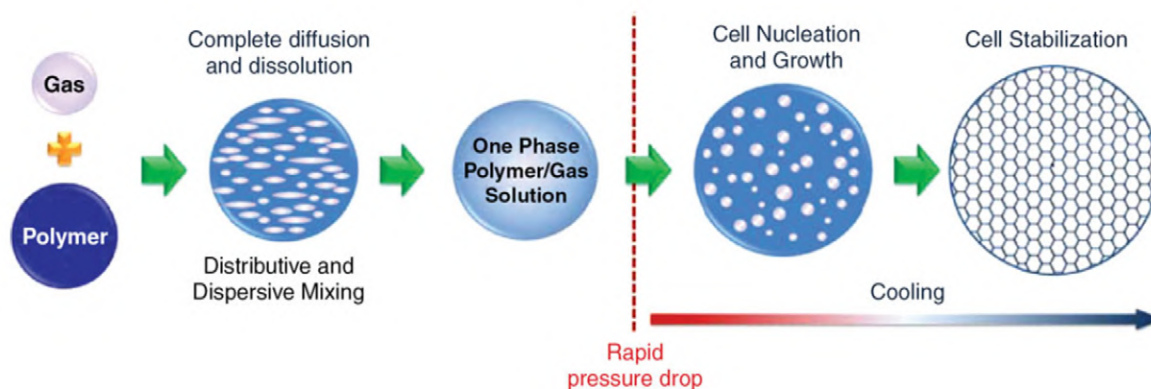 Gas
Polymer
Complete diffusion
and dissolution
Distributive and
Dispersive Mixing
One Phase
Polymer/Gas
Solution
Rapid
pressure drop
Cell Nucleation
and Growth
Cell Stabilization
Cooling